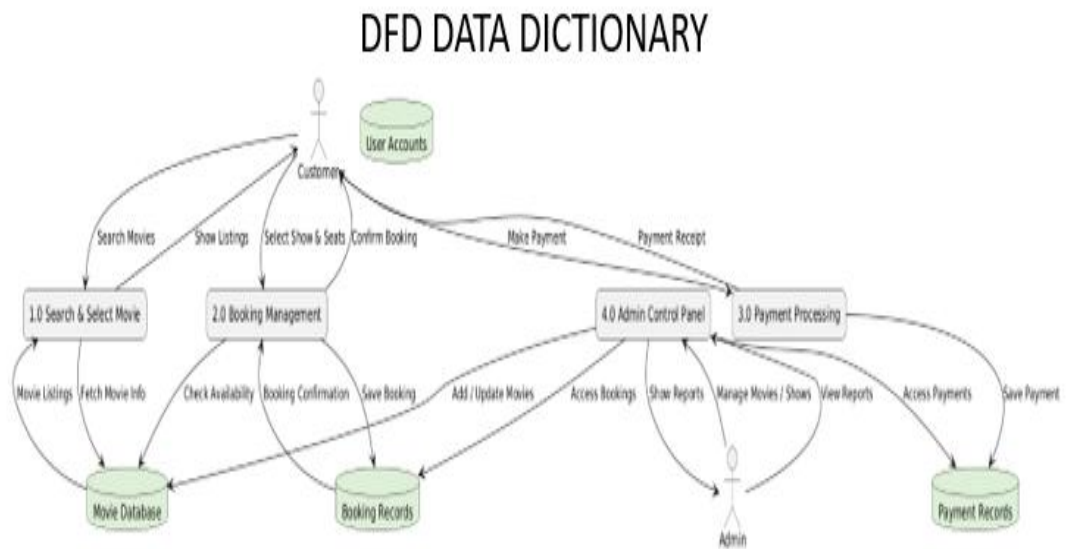 DFD DATA DICTIONARY
User Accounts
Customer
Search Movies
Show Listings
Select Show & Seats
Confirm Booking
Make Payment
Payment Receipt
1.0 Search & Select Movie
2.0 Booking Management
4.0 Admin Control Panel
3.0 Payment Processing
Movie Listings
Fetch Movie Info
Check Availability
Booking Confirmation
Save Booking
Add / Update Movies
Access Bookings
Show Reports
Manage Movies / Shows
View Reports
Access Payments
Save Payment
Movie Database
Booking Records
Payment Records
Admin